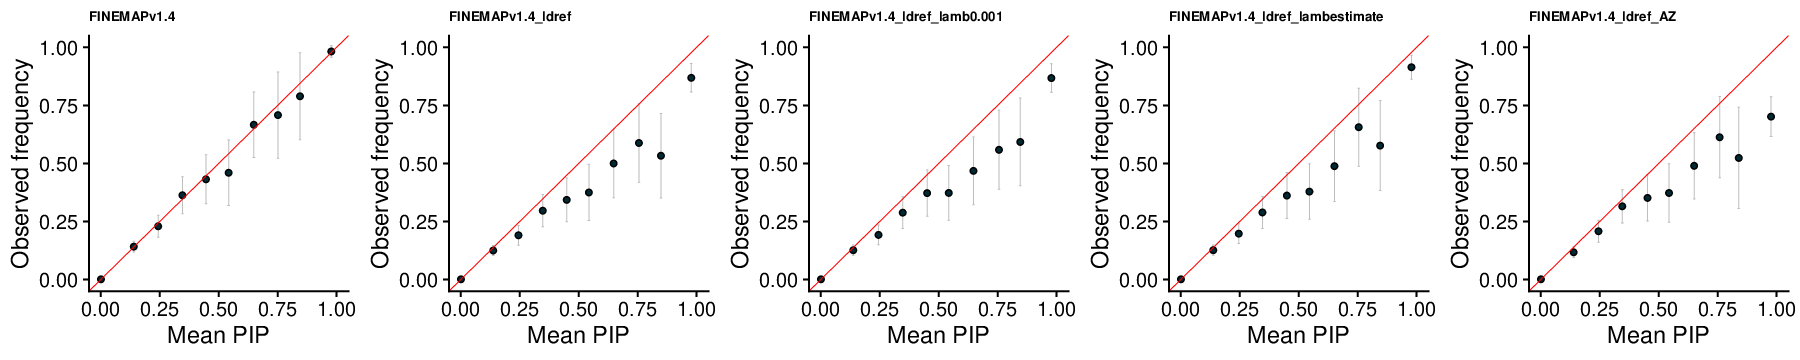 FINEMAPv1.4
1.00
0.75
0.50
0.25
0.00
Observed frequency
0.00 0.25 0.50 0.75 1.00
Mean PIP
FINEMAPv1.4_ldref
1.00
0.75
0.50
0.25
0.00
Observed frequency
0.00 0.25 0.50 0.75 1.00
Mean PIP
FINEMAPv1.4_ldref_lamb0.001
1.00
0.75
0.50
0.25
0.00
Observed frequency
0.00 0.25 0.50 0.75 1.00
Mean PIP
FINEMAPv1.4_ldref_lambestimate
1.00
0.75
0.50
0.25
0.00
Observed frequency
0.00 0.25 0.50 0.75 1.00
Mean PIP
FINEMAPv1.4_ldref_AZ
1.00
0.75
0.50
0.25
0.00
Observed frequency
0.00 0.25 0.50 0.75 1.00
Mean PIP